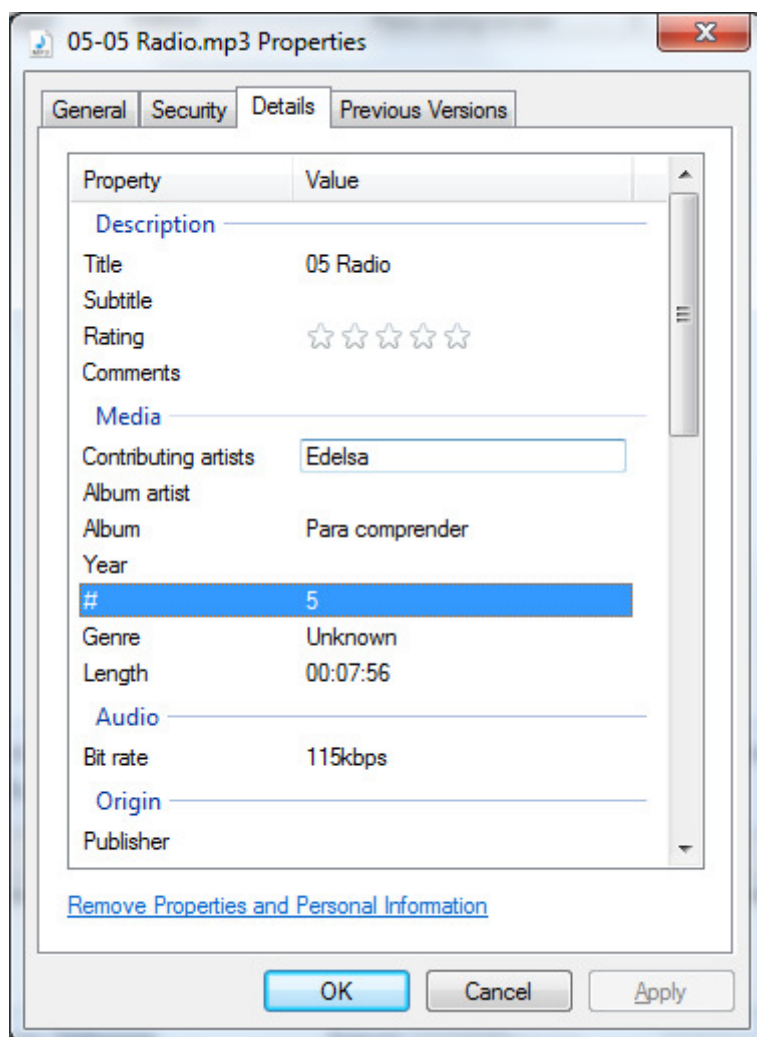 05-05 Radio.mp3 Properties
General Security Details Previous Versions
Property Value
Description
Title 05 Radio
Subtitle
Rating
Comments
Media
Contributing artists Edelsa
Album artist
Album Para comprender
Year
# 5
Genre Unknown
Length 00:07:56
Audio
Bit rate 115kbps
Origin
Publisher
Remove Properties and Personal Information
OK Cancel Apply